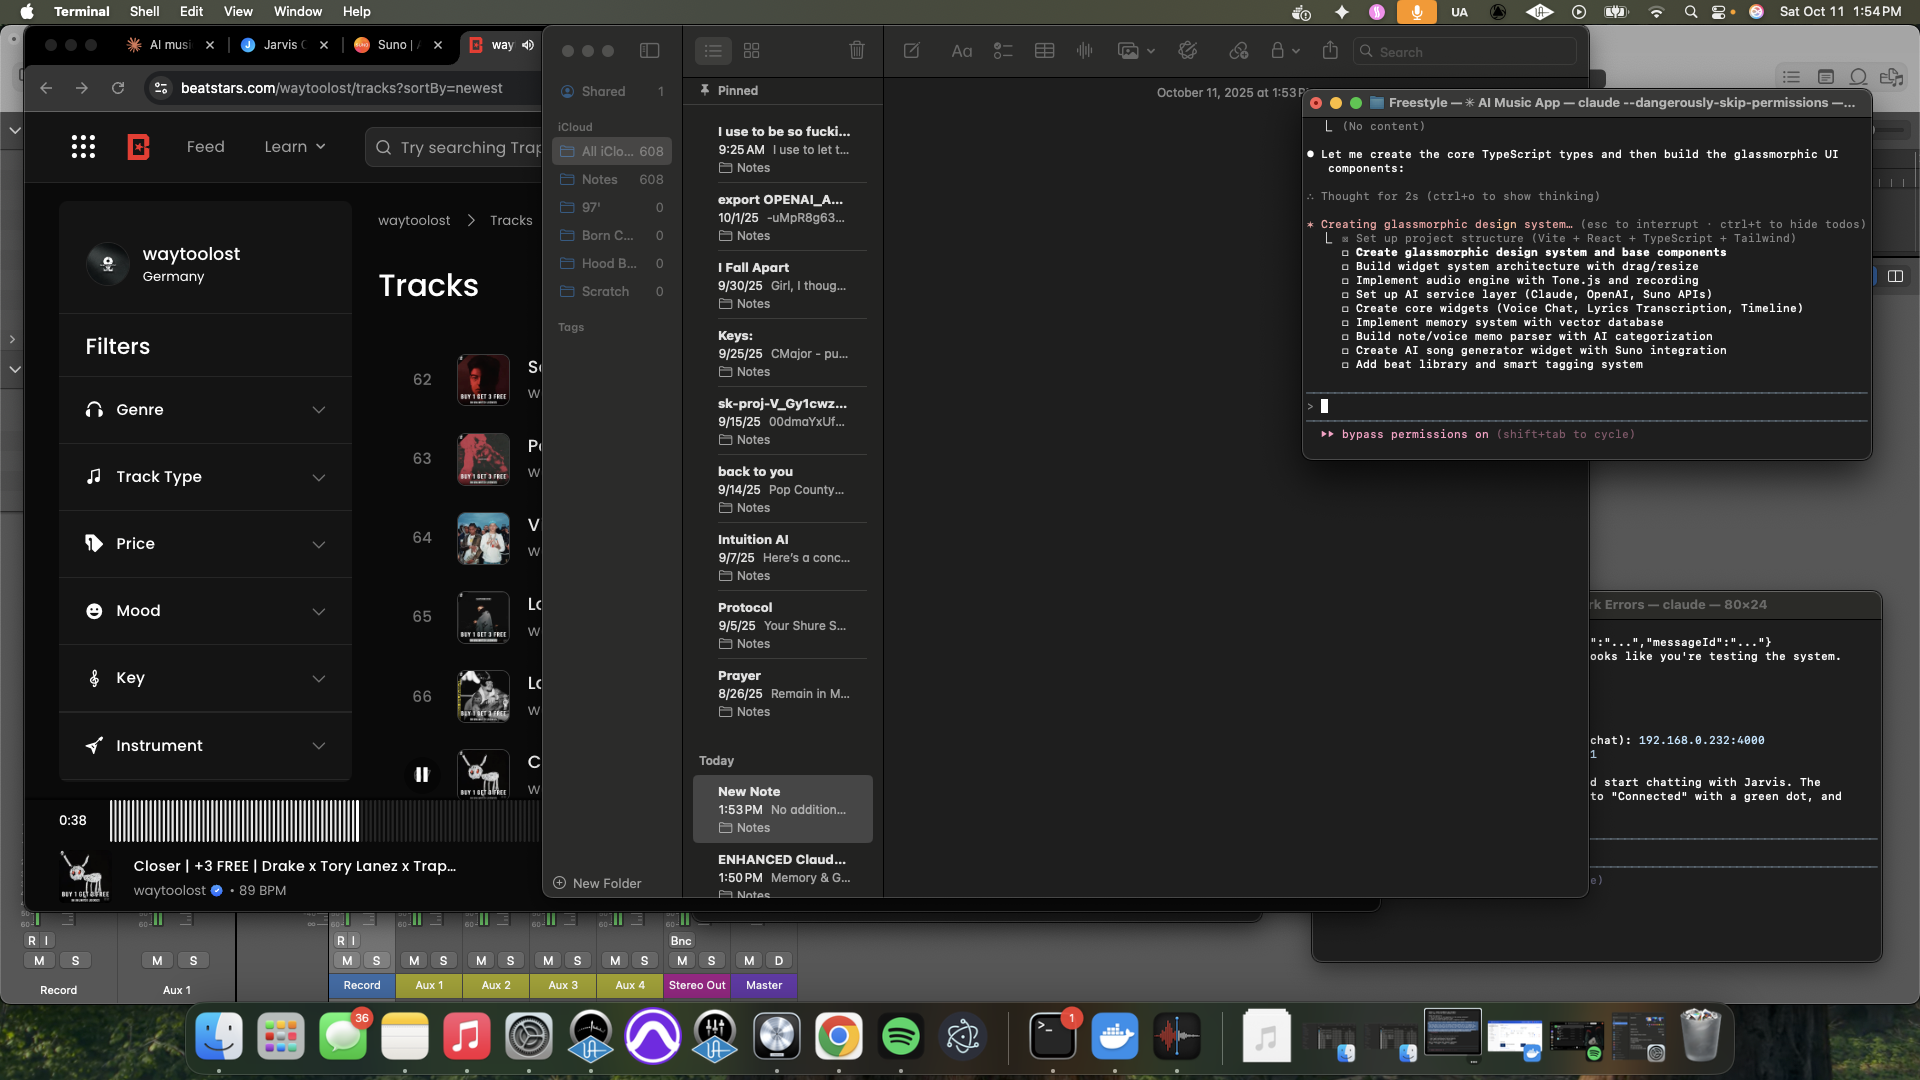 Terminal Shell Edit View Window Help
UA
Sat Oct 11 1:54 PM
AI musi
Jarvis C
Suno | A
way
beatstars.com/waytoolost/tracks?sortBy=newest
Feed
Learn
Try searching Trap
waytoolost
Germany
Filters
Genre
Track Type
Price
Mood
Key
Instrument
waytoolost > Tracks
Tracks
62
63
64
65
66
BUY 1 GET 3 FREE
0:38
Closer | +3 FREE | Drake x Tory Lanez x Trap...
waytoolost • 89 BPM
Shared 1
iCloud
All iClo... 608
Notes 608
97' 0
Born C... 0
Hood B... 0
Scratch 0
Tags
New Folder
Pinned
I use to be so fucki...
9:25 AM I use to let t...
Notes
export OPENAI_A...
10/1/25 -uMpR8g63...
Notes
I Fall Apart
9/30/25 Girl, I thoug...
Notes
Keys:
9/25/25 CMajor - pu...
Notes
sk-proj-V_Gy1cwz...
9/15/25 00dmaYxUf...
Notes
back to you
9/14/25 Pop County...
Notes
Intuition AI
9/7/25 Here's a conc...
Notes
Protocol
9/5/25 Your Shure S...
Notes
Prayer
8/26/25 Remain in M...
Notes
Today
New Note
1:53 PM No addition...
Notes
ENHANCED Claud...
1:50 PM Memory & G...
Notes
Aa
Search
October 11, 2025 at 1:53 P
Freestyle — ✳ AI Music App — claude --dangerously-skip-permissions —...
(No content)
Let me create the core TypeScript types and then build the glassmorphic UI
components:
∴ Thought for 2s (ctrl+o to show thinking)
* Creating glassmorphic design system… (esc to interrupt · ctrl+t to hide todos)
☒ Set up project structure (Vite + React + TypeScript + Tailwind)
☐ Create glassmorphic design system and base components
☐ Build widget system architecture with drag/resize
☐ Implement audio engine with Tone.js and recording
☐ Set up AI service layer (Claude, OpenAI, Suno APIs)
☐ Create core widgets (Voice Chat, Lyrics Transcription, Timeline)
☐ Implement memory system with vector database
☐ Build note/voice memo parser with AI categorization
☐ Create AI song generator widget with Suno integration
☐ Add beat library and smart tagging system
>
bypass permissions on (shift+tab to cycle)
rk Errors — claude — 80×24
":"...","messageId":"..."}
ooks like you're testing the system.
chat): 192.168.0.232:4000
1
d start chatting with Jarvis. The
to "Connected" with a green dot, and
e)
R I
M S
Record
M S
Aux 1
R I
M S
Record
M S
Aux 1
M S
Aux 2
M S
Aux 3
M S
Aux 4
Bnc
M S
Stereo Out
M D
Master
36
1